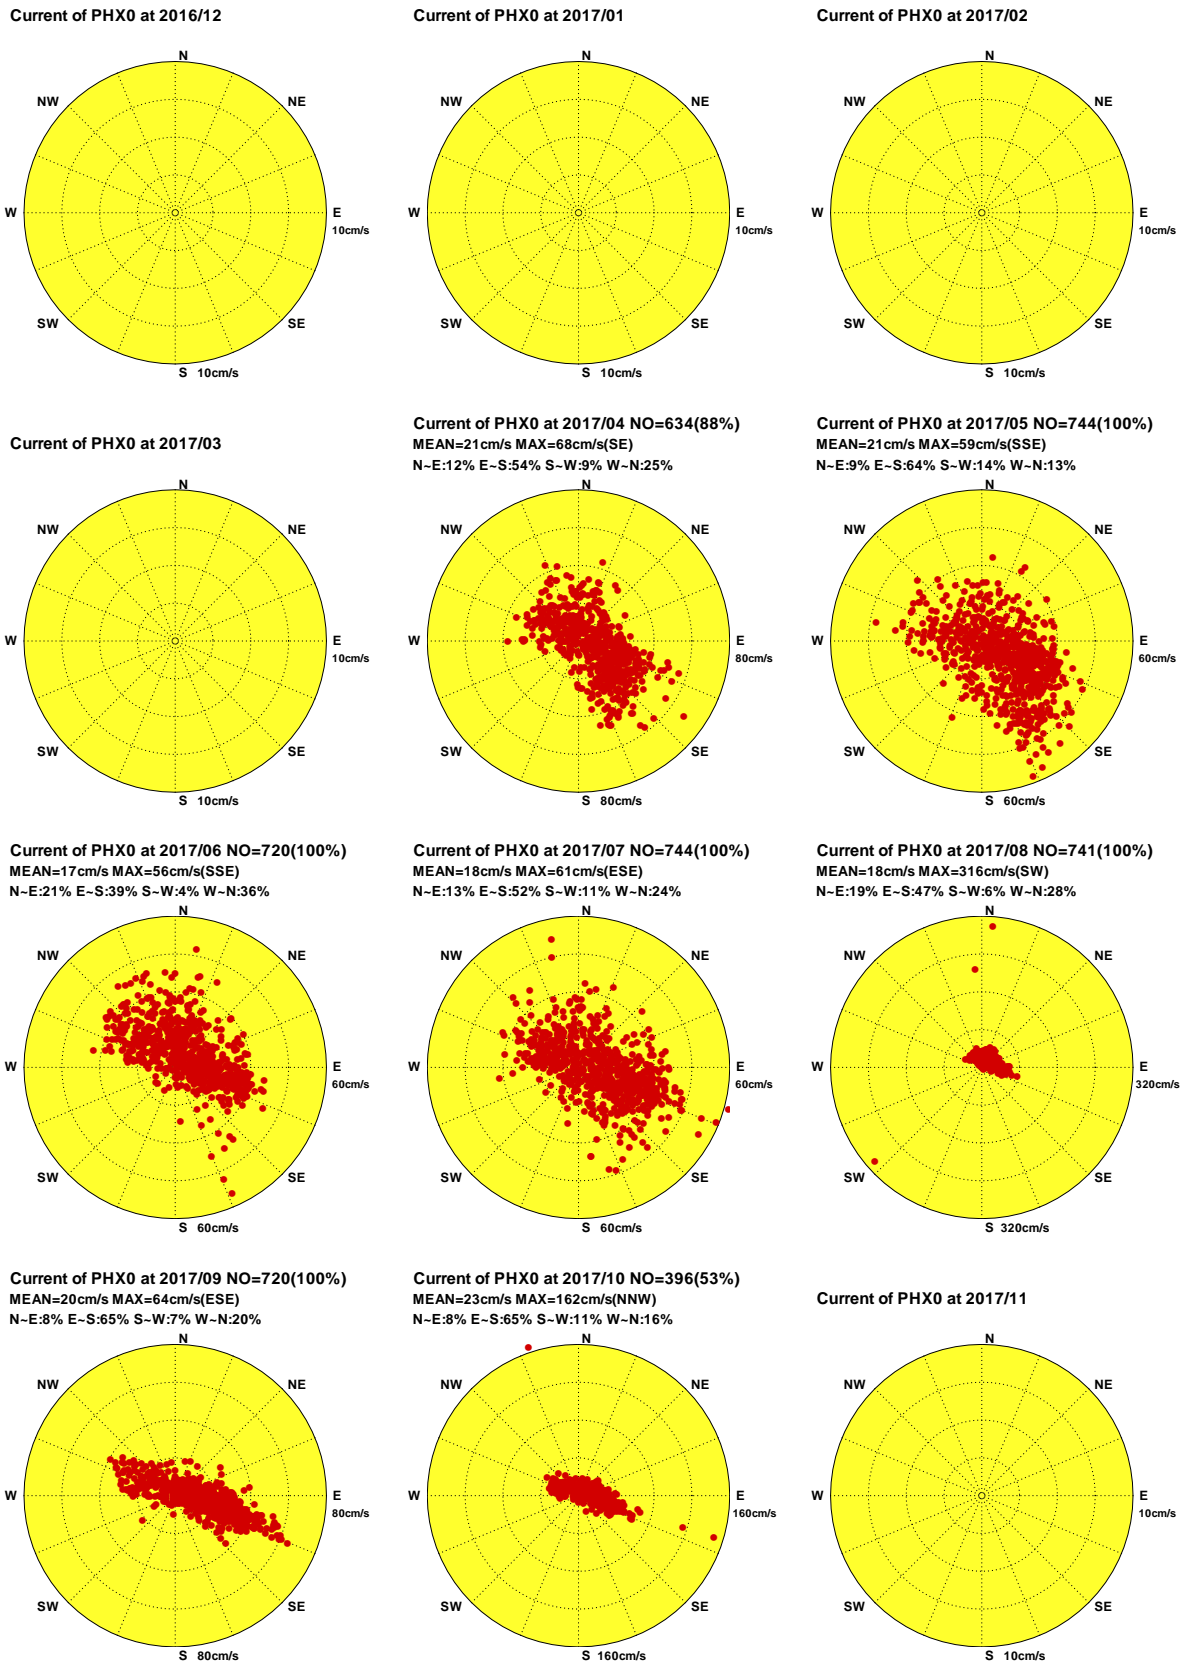 Current of PHX0 at 2016/12
N
NW
NE
W
E
10cm/s
SW
SE
S 10cm/s
Current of PHX0 at 2017/01
N
NW
NE
W
E
10cm/s
SW
SE
S 10cm/s
Current of PHX0 at 2017/02
N
NW
NE
W
E
10cm/s
SW
SE
S 10cm/s
Current of PHX0 at 2017/03
N
NW
NE
W
E
10cm/s
SW
SE
S 10cm/s
Current of PHX0 at 2017/04 NO=634(88%)
MEAN=21cm/s MAX=68cm/s(SE)
N~E:12% E~S:54% S~W:9% W~N:25%
N
NW
NE
W
E
80cm/s
SW
SE
S 80cm/s
Current of PHX0 at 2017/05 NO=744(100%)
MEAN=21cm/s MAX=59cm/s(SSE)
N~E:9% E~S:64% S~W:14% W~N:13%
N
NW
NE
W
E
60cm/s
SW
SE
S 60cm/s
Current of PHX0 at 2017/06 NO=720(100%)
MEAN=17cm/s MAX=56cm/s(SSE)
N~E:21% E~S:39% S~W:4% W~N:36%
N
NW
NE
W
E
60cm/s
SW
SE
S 60cm/s
Current of PHX0 at 2017/07 NO=744(100%)
MEAN=18cm/s MAX=61cm/s(ESE)
N~E:13% E~S:52% S~W:11% W~N:24%
N
NW
NE
W
E
60cm/s
SW
SE
S 60cm/s
Current of PHX0 at 2017/08 NO=741(100%)
MEAN=18cm/s MAX=316cm/s(SW)
N~E:19% E~S:47% S~W:6% W~N:28%
N
NW
NE
W
E
320cm/s
SW
SE
S 320cm/s
Current of PHX0 at 2017/09 NO=720(100%)
MEAN=20cm/s MAX=64cm/s(ESE)
N~E:8% E~S:65% S~W:7% W~N:20%
N
NW
NE
W
E
80cm/s
SW
SE
S 80cm/s
Current of PHX0 at 2017/10 NO=396(53%)
MEAN=23cm/s MAX=162cm/s(NNW)
N~E:8% E~S:65% S~W:11% W~N:16%
N
NW
NE
W
E
160cm/s
SW
SE
S 160cm/s
Current of PHX0 at 2017/11
N
NW
NE
W
E
10cm/s
SW
SE
S 10cm/s